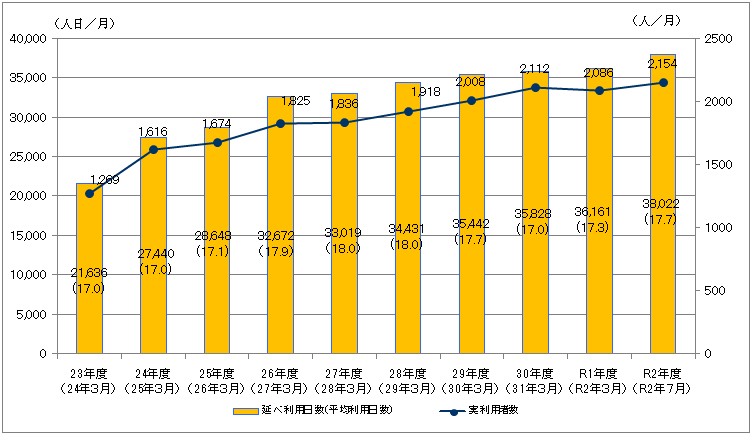 （人日／月）
（人／月）
40,000
35,000
30,000
25,000
20,000
15,000
10,000
5,000
0
2500
2000
1500
1000
500
0
1,269
1,616
1,674
1,825
1,836
1,918
2,008
2,112
2,086
2,154
21,636
(17.0)
27,440
(17.0)
28,648
(17.1)
32,672
(17.9)
33,019
(18.0)
34,431
(18.0)
35,442
(17.7)
35,828
(17.0)
36,161
(17.3)
38,022
(17.7)
23年度
(24年3月)
24年度
(25年3月)
25年度
(26年3月)
26年度
(27年3月)
27年度
(28年3月)
28年度
(29年3月)
29年度
(30年3月)
30年度
(31年3月)
R1年度
(R2年3月)
R2年度
(R2年7月)
延べ利用日数(平均利用日数)
実利用者数